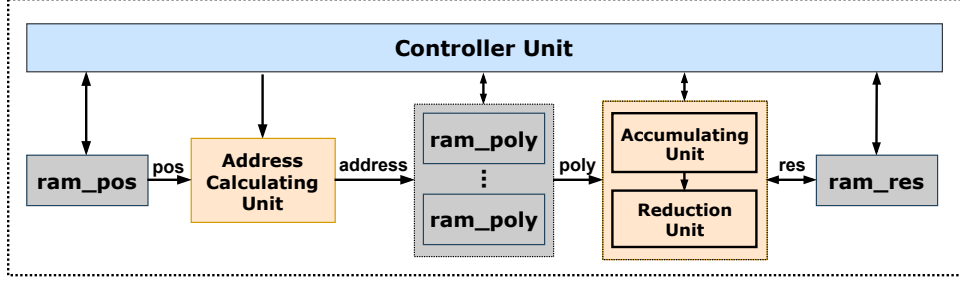 Controller Unit
ram_pos
pos
Address
Calculating
Unit
address
ram_poly
⋮
ram_poly
poly
Accumulating
Unit
Reduction
Unit
res
ram_res